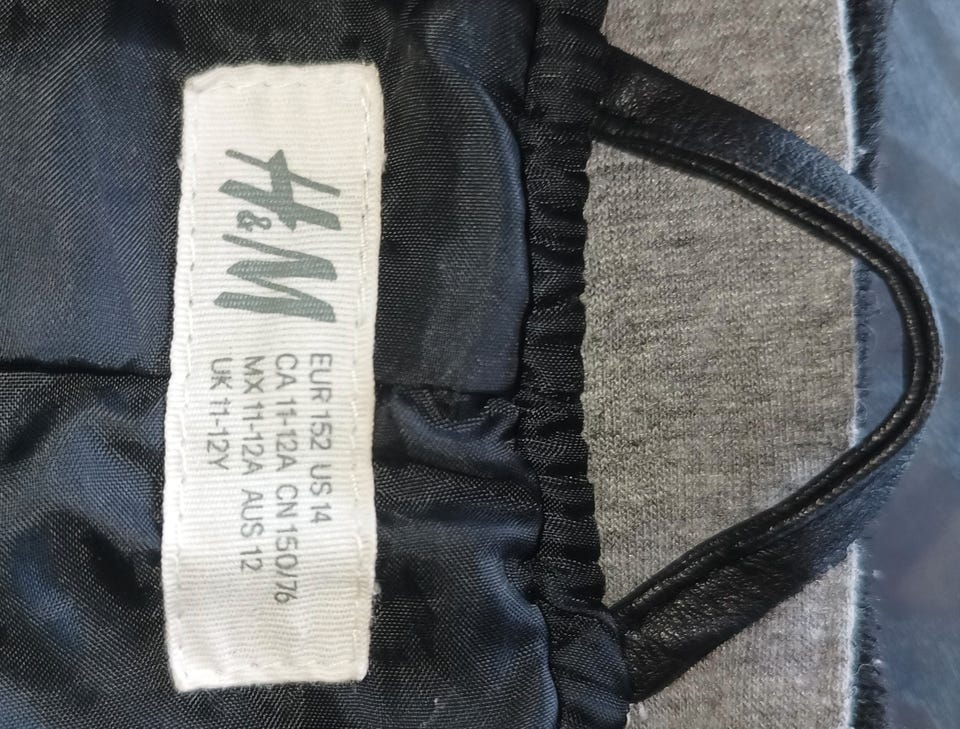 H&M
EUR 152 US 14
CA 11-12A CN 150/76
MX 11-12A AUS 12
UK 11-12Y